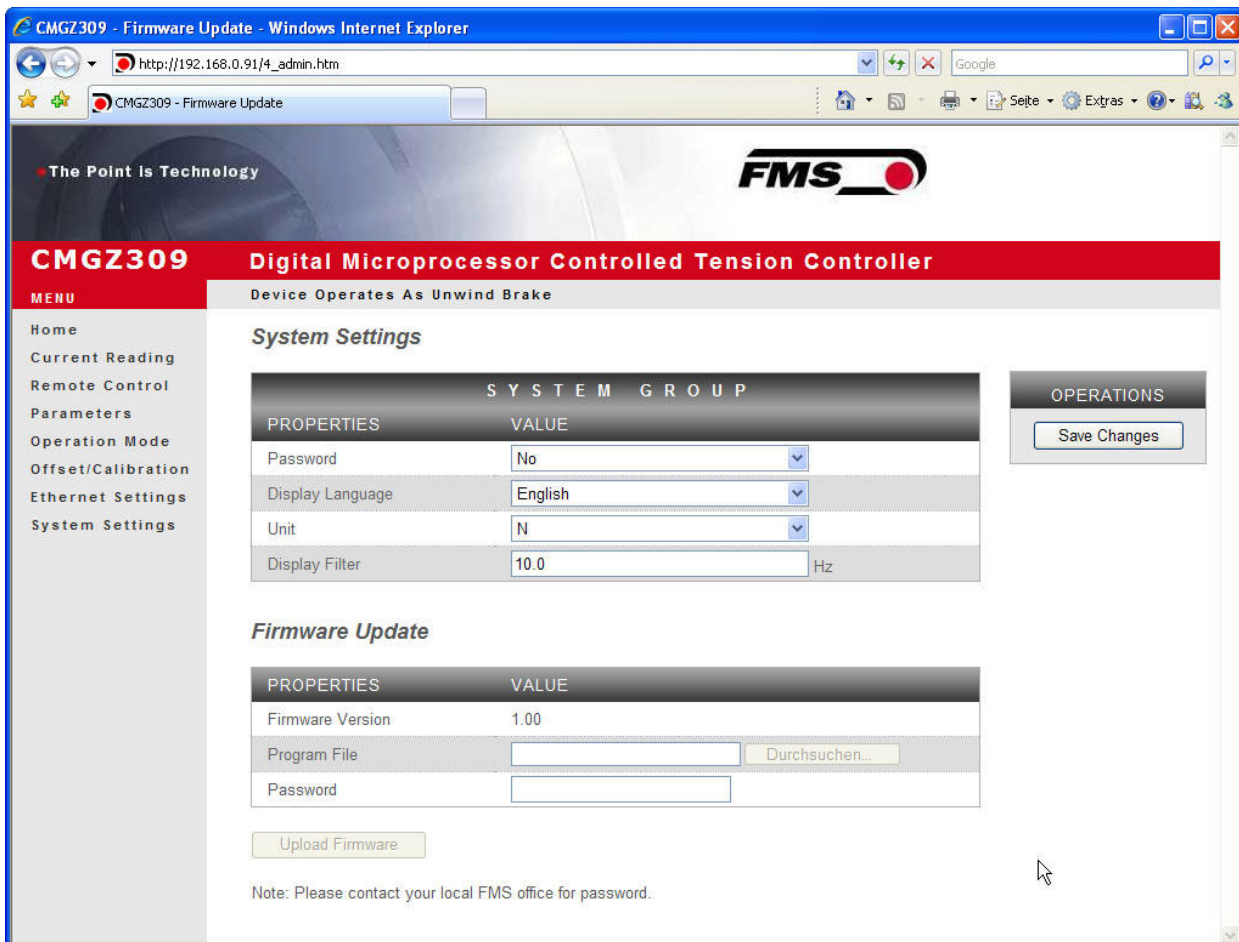 CMGZ309 - Firmware Update - Windows Internet Explorer
http://192.168.0.91/4_admin.htm
Google
CMGZ309 - Firmware Update
Seite
Extras
The Point is Technology
FMS
CMGZ309
Digital Microprocessor Controlled Tension Controller
MENU
Device Operates As Unwind Brake
Home
Current Reading
Remote Control
Parameters
Operation Mode
Offset/Calibration
Ethernet Settings
System Settings
System Settings
SYSTEM GROUP
PROPERTIES VALUE
Password No
Display Language English
Unit N
Display Filter 10.0 Hz
OPERATIONS
Save Changes
Firmware Update
PROPERTIES VALUE
Firmware Version 1.00
Program File Durchsuchen...
Password
Upload Firmware
Note: Please contact your local FMS office for password.